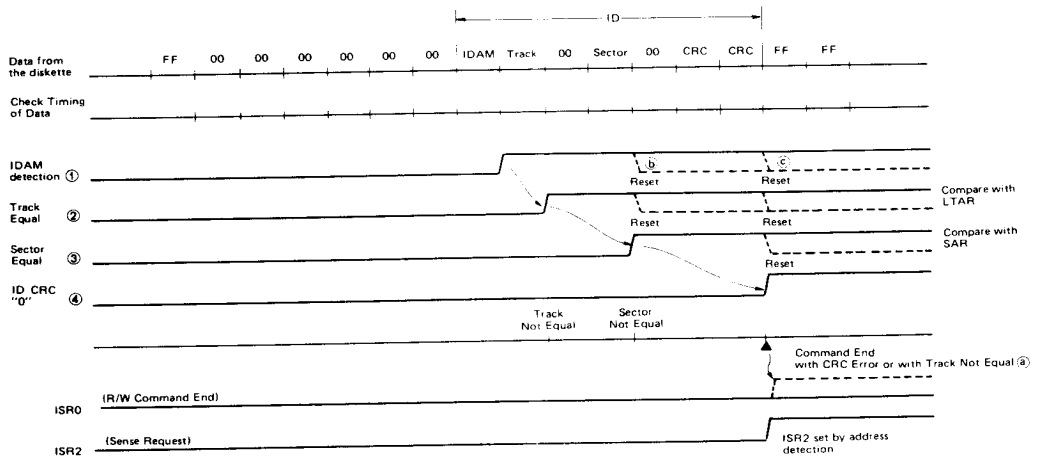 ID
Data from
the diskette
FF 00 00 00 00 00 IDAM Track 00 Sector 00 CRC CRC FF FF
Check Timing
of Data
IDAM
detection ①
ⓑ ⓒ
Reset Reset
Track
Equal ②
Compare with
LTAR
Reset Reset
Sector
Equal ③
Compare with
SAR
Reset
ID CRC
"0" ④
Track
Not Equal
Sector
Not Equal
Command End
with CRC Error or with Track Not Equal ⓐ
ISR0 (R/W Command End)
ISR2 (Sense Request)
ISR2 set by address
detection